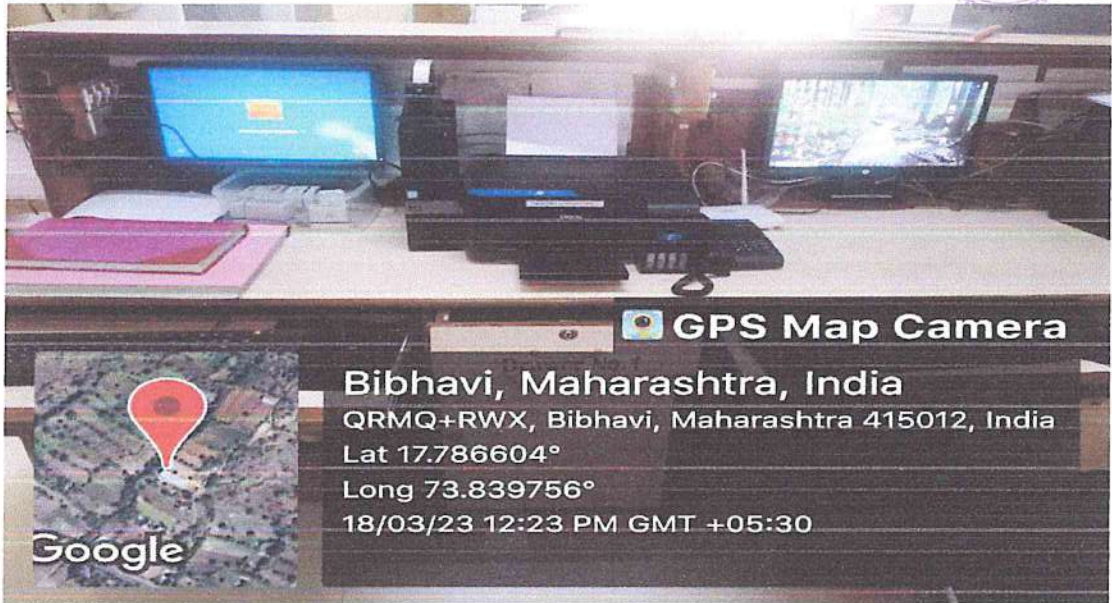 GPS Map Camera
Bibhavi, Maharashtra, India
QRMQ+RWX, Bibhavi, Maharashtra 415012, India
Lat 17.786604°
Long 73.839756°
18/03/23 12:23 PM GMT +05:30
Google